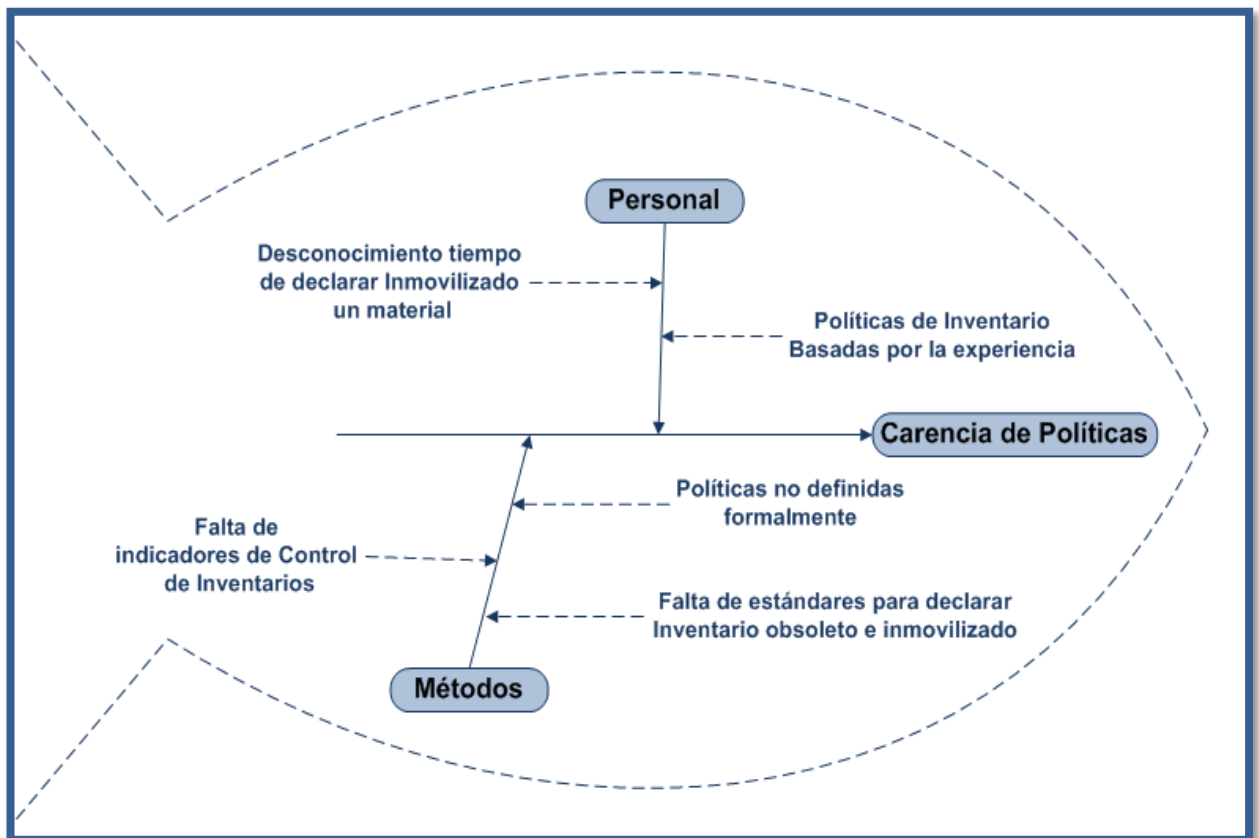 Personal
Desconocimiento tiempo
de declarar Inmovilizado
un material
Políticas de Inventario
Basadas por la experiencia
Carencia de Políticas
Políticas no definidas
formalmente
Falta de
indicadores de Control
de Inventarios
Falta de estándares para declarar
Inventario obsoleto e inmovilizado
Métodos